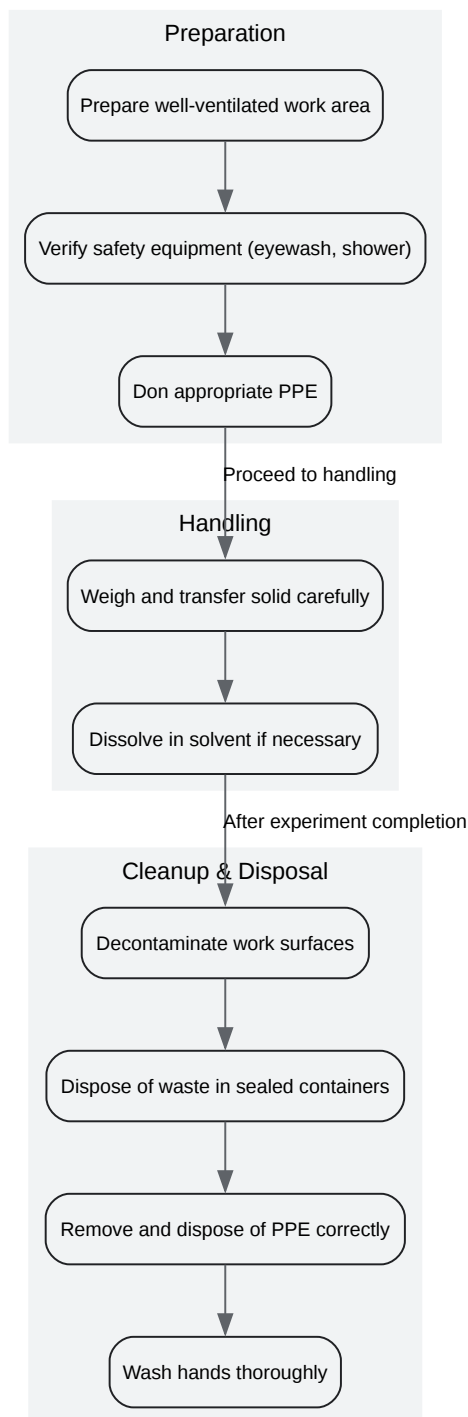 Preparation
Prepare well-ventilated work area
Verify safety equipment (eyewash, shower)
Don appropriate PPE
Proceed to handling
Handling
Weigh and transfer solid carefully
Dissolve in solvent if necessary
After experiment completion
Cleanup & Disposal
Decontaminate work surfaces
Dispose of waste in sealed containers
Remove and dispose of PPE correctly
Wash hands thoroughly